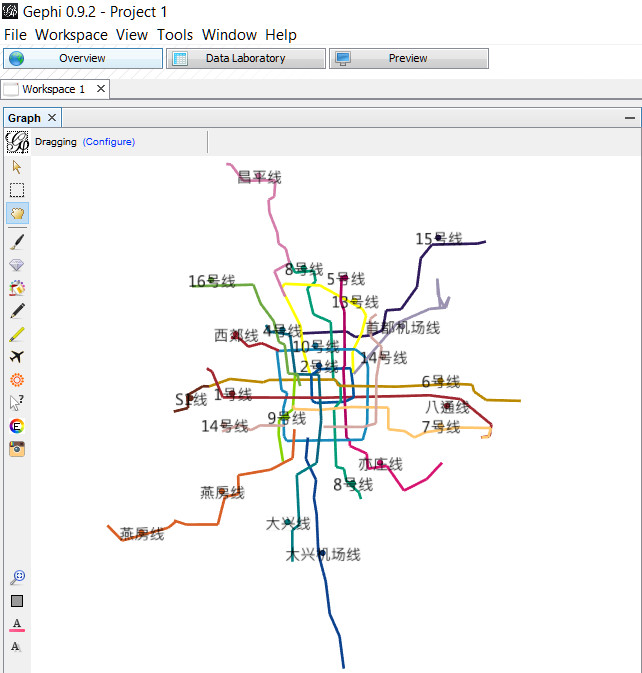 Gephi 0.9.2 - Project 1
File Workspace View Tools Window Help
Overview
Data Laboratory
Preview
Workspace 1
Graph
Dragging (Configure)
昌平线
15号线
8号线
5号线
16号线
13号线
首都机场线
西郊线
4号线
10号线
14号线
2号线
6号线
1号线
S1线
八通线
9号线
14号线
7号线
亦庄线
8号线
燕房线
大兴线
燕房线
大兴机场线